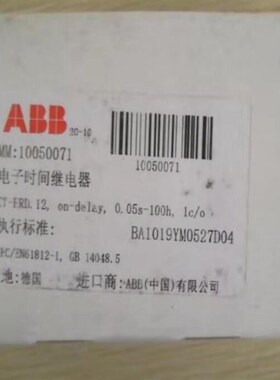 ABB
20-10
MM:10050071
10050071
电子时间继电器
CT-ERD.12, on-delay, 0.05s-100h, 1c/o
执行标准:
BA1019YM0527D04
IEC/EN61812-1, GB 14048.5
地: 德国 进口商: ABB(中国)有限公司